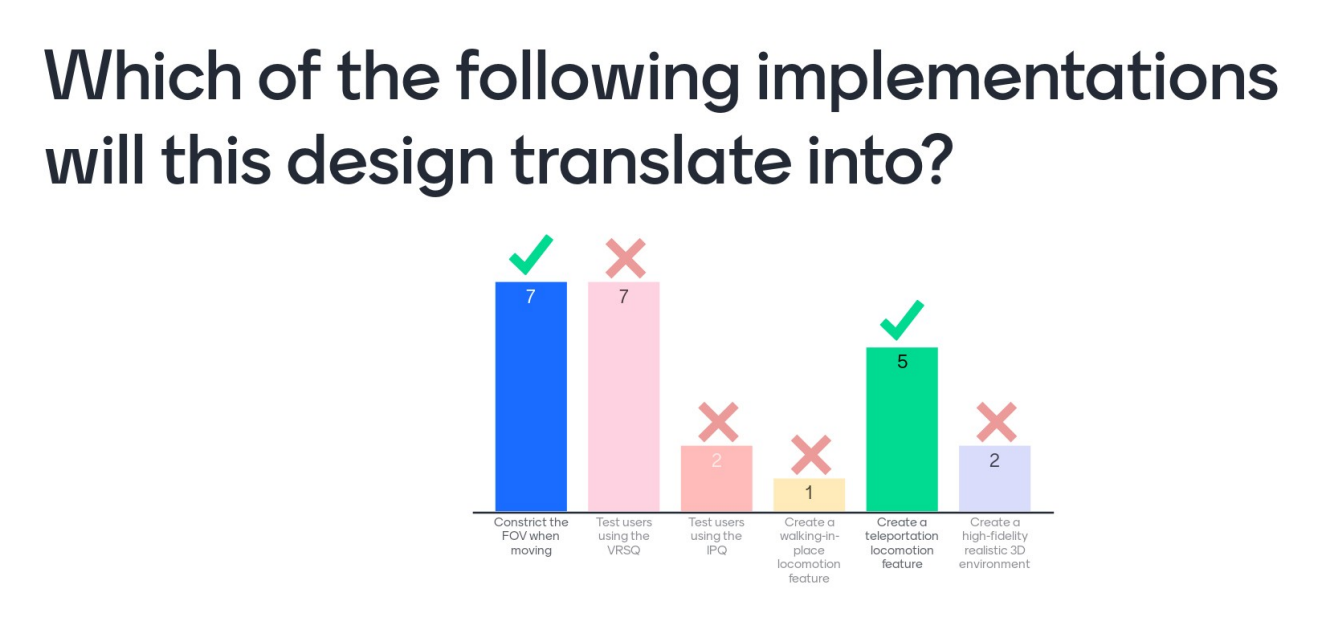 Which of the following implementations
will this design translate into?
7
7
2
1
5
2
Constrict the
FOV when
moving
Test users
using the
VRSQ
Test users
using the
IPQ
Create a
walking-in-
place
locomotion
feature
Create a
teleportation
locomotion
feature
Create a
high-fidelity
realistic 3D
environment